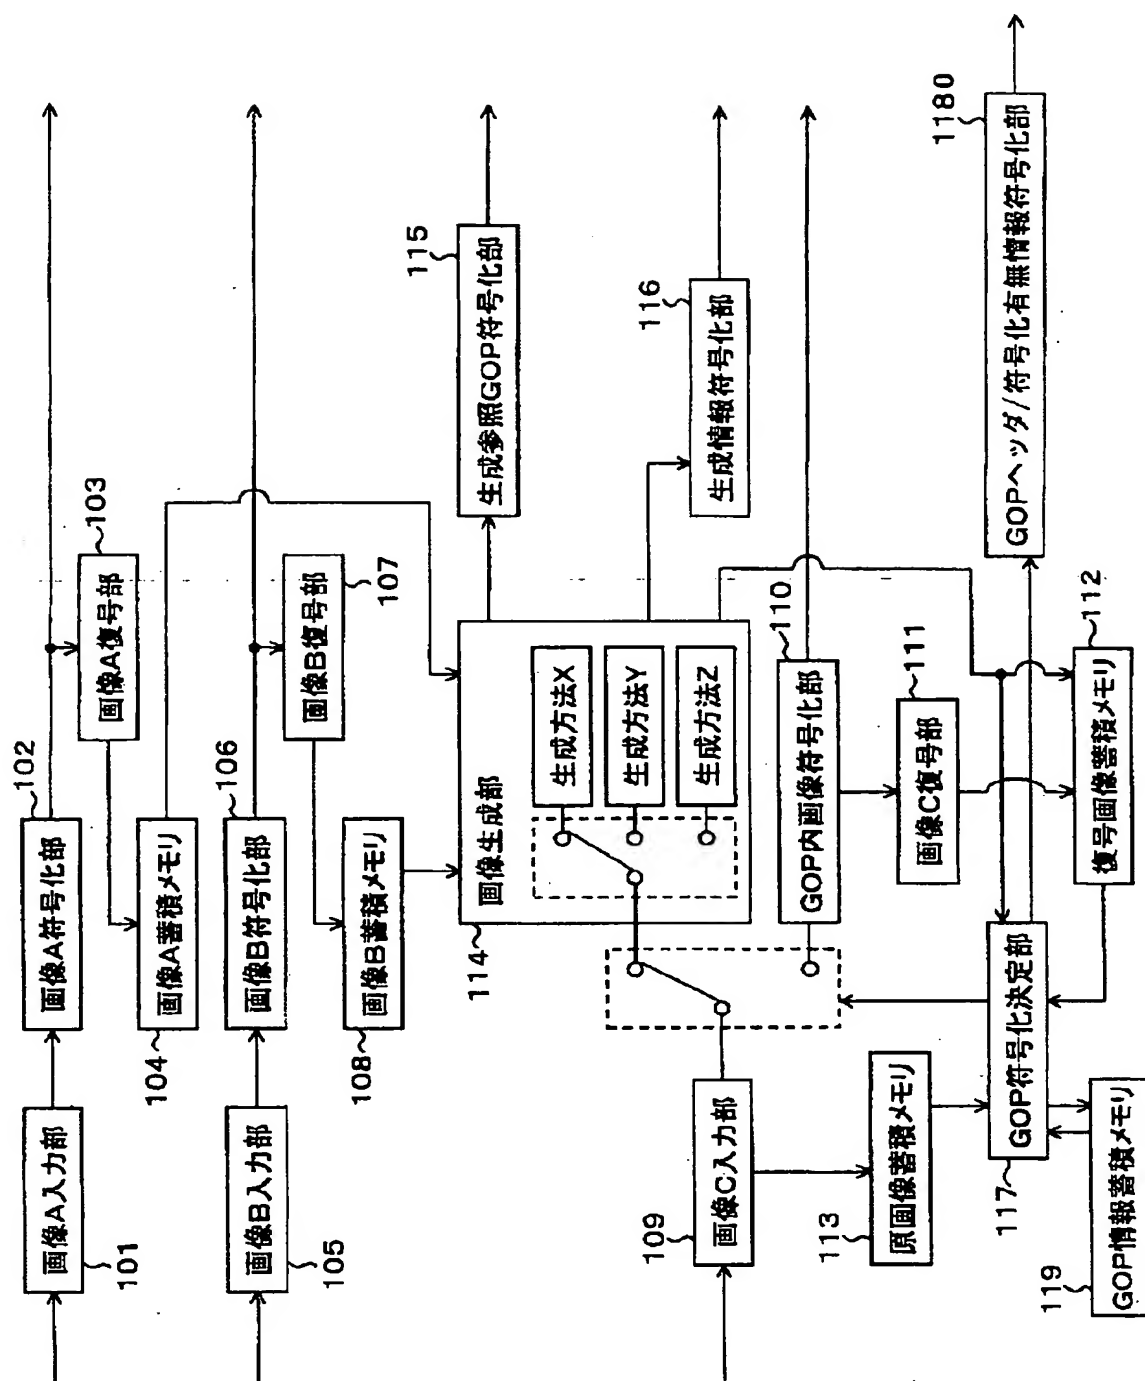 画像A入力部
101
画像A符号化部
102
画像A復号部
103
画像A蓄積メモリ
104
画像B入力部
105
画像B符号化部
106
画像B復号部
107
画像B蓄積メモリ
108
画像生成部
114
生成方法X
生成方法Y
生成方法Z
生成参照GOP符号化部
115
生成情報符号化部
116
画像C入力部
109
GOP内画像符号化部
110
画像C復号部
111
復号画像蓄積メモリ
112
原画像蓄積メモリ
113
GOP符号化決定部
117
GOPヘッダ/符号化有無情報符号化部
1180
GOP情報蓄積メモリ
119